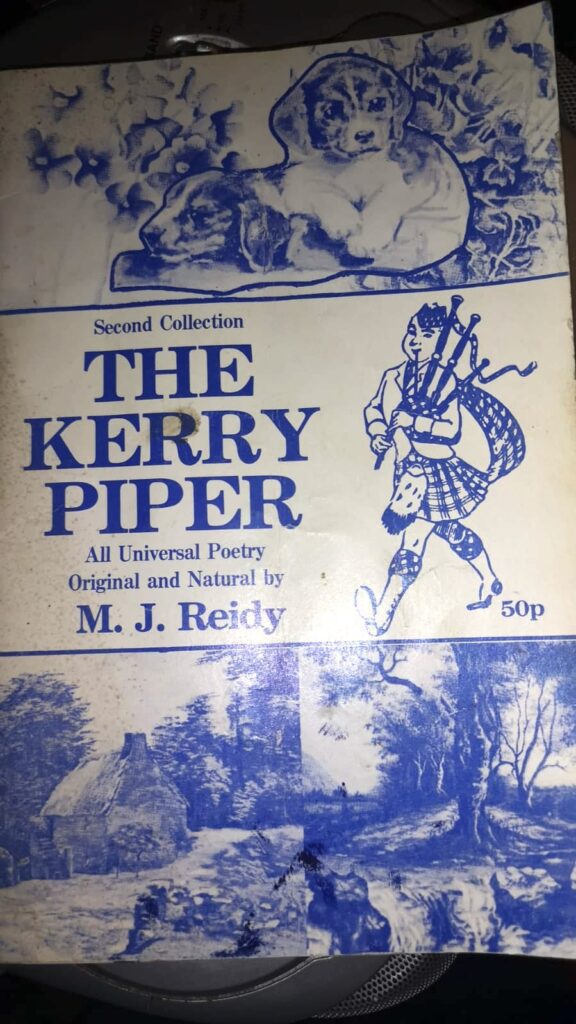 Second Collection
THE
KERRY
PIPER
All Universal Poetry
Original and Natural by
M. J. Reidy
50p